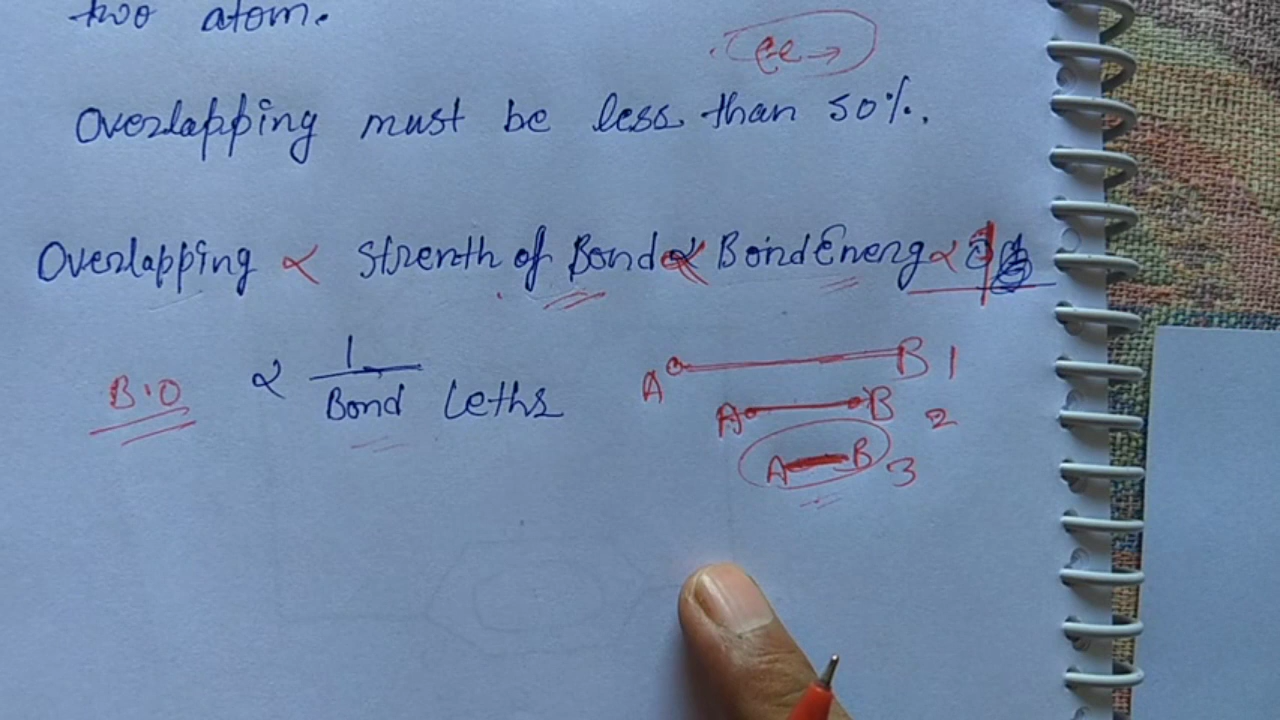 two atom.
Overlapping must be less than 50%.
Overlapping ∝ Strenth of Bond ∝ Bond Energy ∝
B.O ∝ 1
Bond Leths
A B 1
A B 2
A B 3